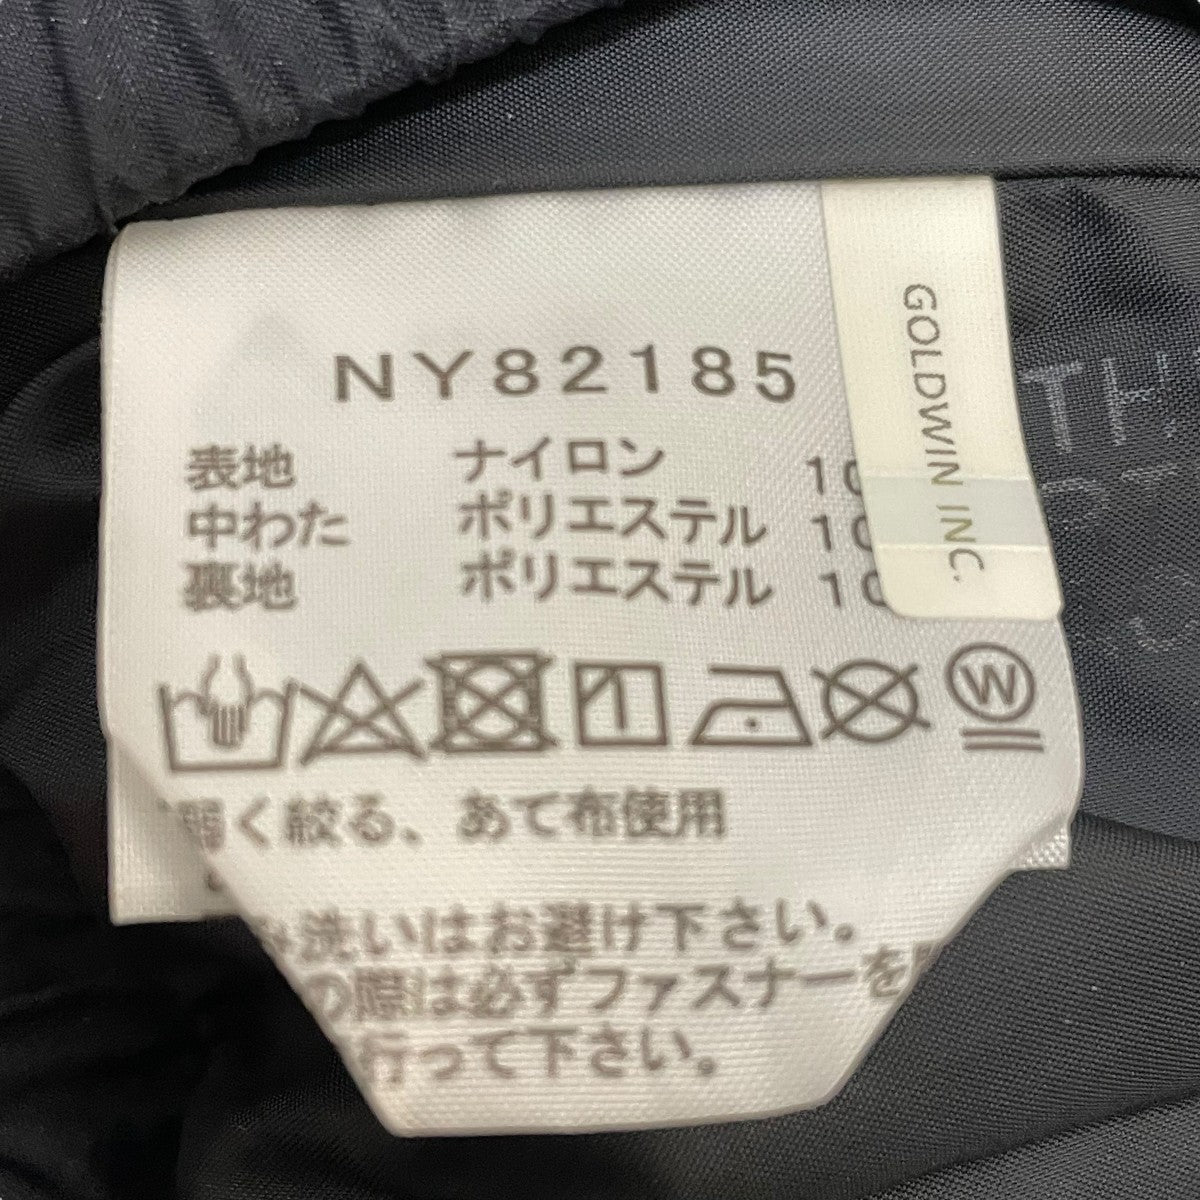 NY82185
表地 ナイロン 10
中わた ポリエステル 10
裏地 ポリエステル 10
GOLDWIN INC.
W
弱く絞る、あて布使用
み洗いはお避け下さい。
の際は必ずファスナーを
行って下さい。
TH